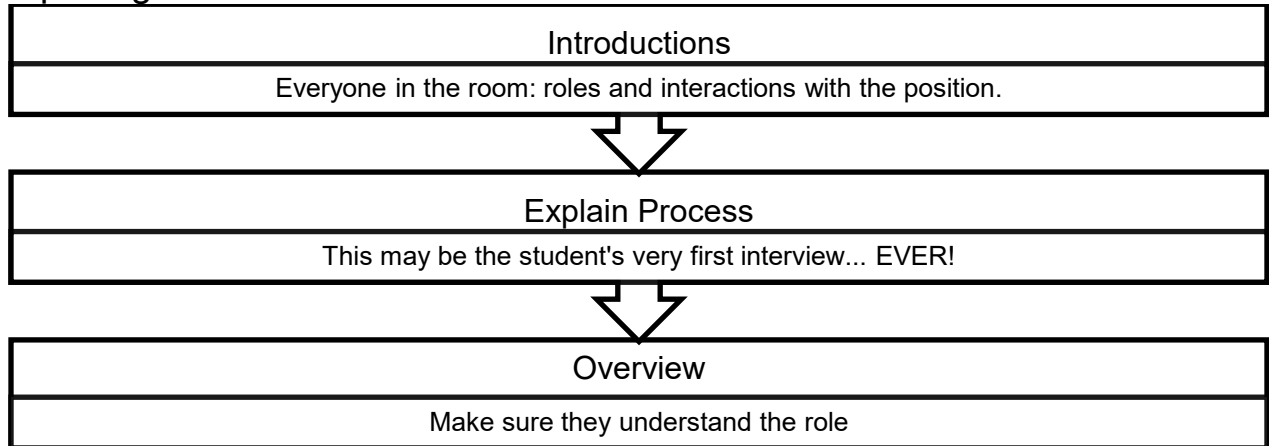 Introductions
Everyone in the room: roles and interactions with the position.
Explain Process
This may be the student's very first interview... EVER!
Overview
Make sure they understand the role